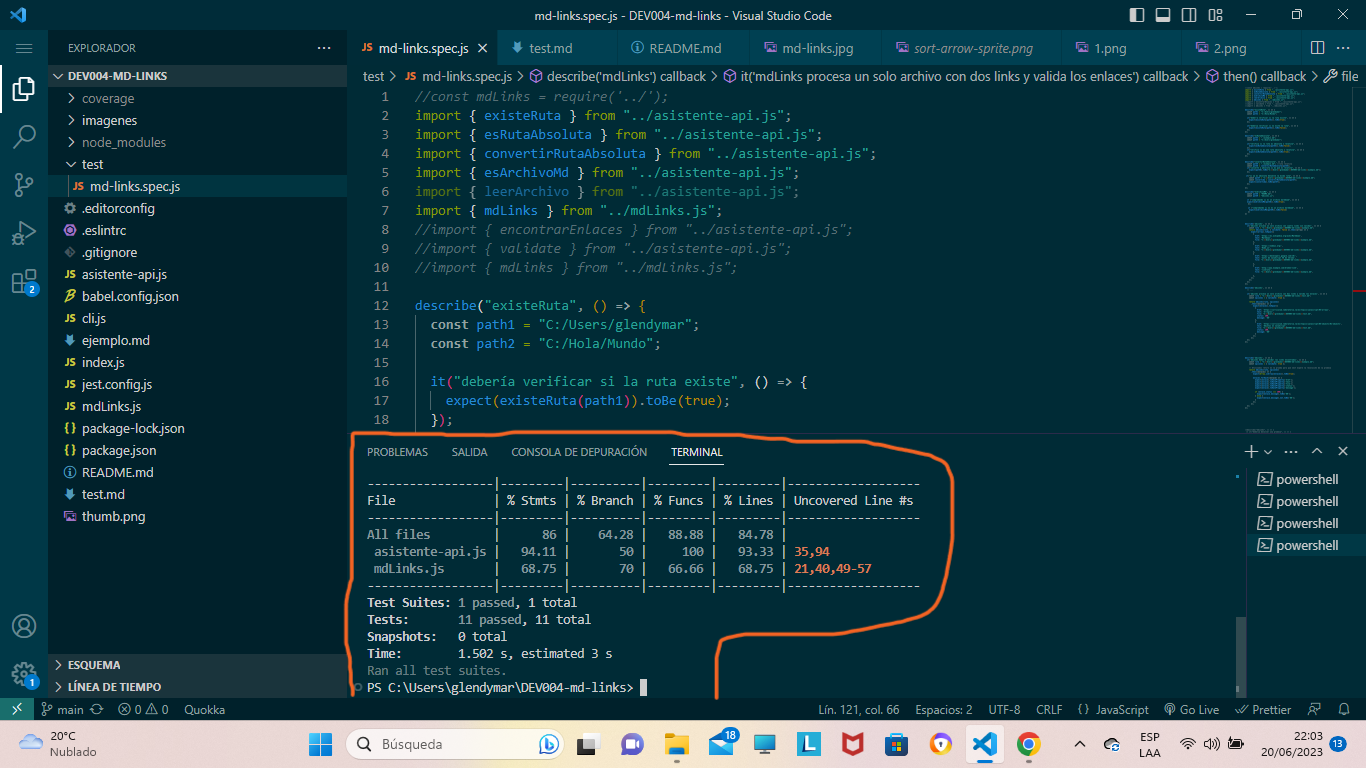 md-links.spec.js - DEV004-md-links - Visual Studio Code
EXPLORADOR
DEV004-MD-LINKS
coverage
imagenes
node_modules
test
md-links.spec.js
.editorconfig
.eslintrc
.gitignore
asistente-api.js
babel.config.json
cli.js
ejemplo.md
index.js
jest.config.js
mdLinks.js
package-lock.json
package.json
README.md
test.md
thumb.png
ESQUEMA
LÍNEA DE TIEMPO
2
1
md-links.spec.js test.md README.md md-links.jpg sort-arrow-sprite.png 1.png 2.png
test > md-links.spec.js > describe('mdLinks') callback > it('mdLinks procesa un solo archivo con dos links y valida los enlaces') callback > then() callback > file
1 //const mdLinks = require('../');
2 import { existeRuta } from "../asistente-api.js";
3 import { esRutaAbsoluta } from "../asistente-api.js";
4 import { convertirRutaAbsoluta } from "../asistente-api.js";
5 import { esArchivoMd } from "../asistente-api.js";
6 import { leerArchivo } from "../asistente-api.js";
7 import { mdLinks } from "../mdLinks.js";
8 //import { encontrarEnlaces } from "../asistente-api.js";
9 //import { validate } from "../asistente-api.js";
10 //import { mdLinks } from "../mdLinks.js";
11
12 describe("existeRuta", () => {
13 const path1 = "C:/Users/glendymar";
14 const path2 = "C:/Hola/Mundo";
15
16 it("debería verificar si la ruta existe", () => {
17 expect(existeRuta(path1)).toBe(true);
18 });
PROBLEMAS SALIDA CONSOLA DE DEPURACIÓN TERMINAL
-----------------|---------|----------|---------|---------|-------------------
File | % Stmts | % Branch | % Funcs | % Lines | Uncovered Line #s
-----------------|---------|----------|---------|---------|-------------------
All files | 86 | 64.28 | 88.88 | 84.78 |
asistente-api.js | 94.11 | 50 | 100 | 93.33 | 35,94
mdLinks.js | 68.75 | 70 | 66.66 | 68.75 | 21,40,49-57
-----------------|---------|----------|---------|---------|-------------------
Test Suites: 1 passed, 1 total
Tests: 11 passed, 11 total
Snapshots: 0 total
Time: 1.502 s, estimated 3 s
Ran all test suites.
PS C:\Users\glendymar\DEV004-md-links>
powershell
powershell
powershell
powershell
main 0 0 Quokka Lín. 121, col. 66 Espacios: 2 UTF-8 CRLF { } JavaScript Go Live Prettier
20°C
Nublado
Búsqueda
18
ESP
LAA
22:03
20/06/2023
13